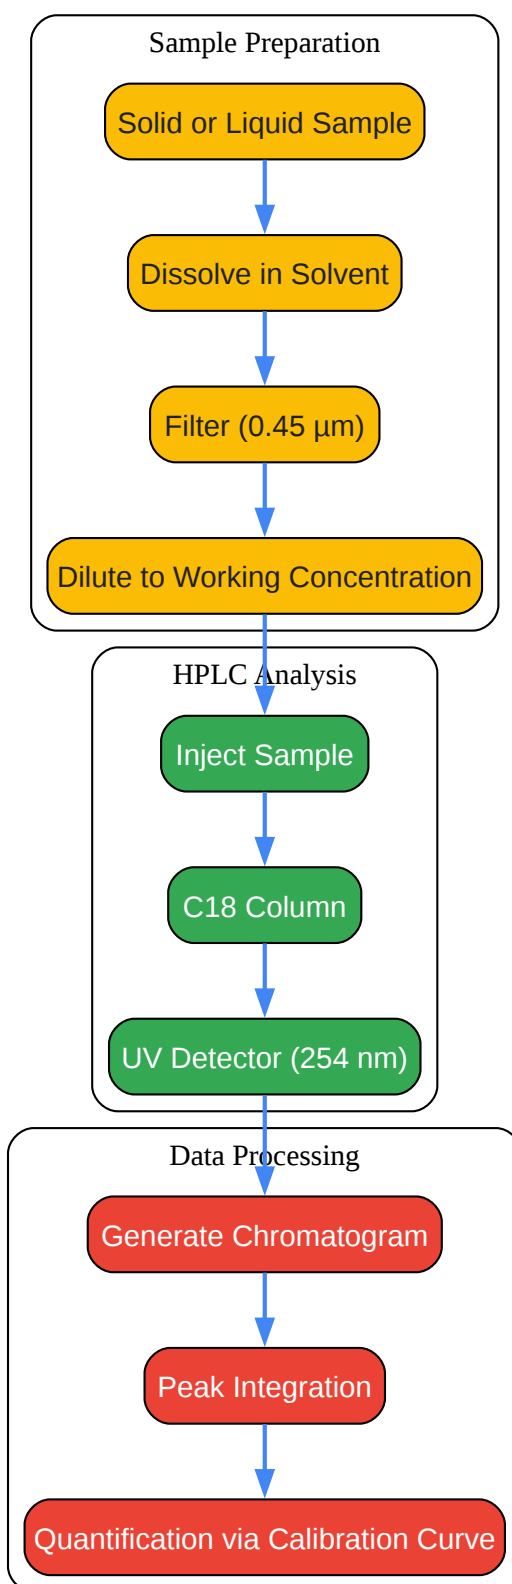 Sample Preparation
Solid or Liquid Sample
Dissolve in Solvent
Filter (0.45 µm)
Dilute to Working Concentration
HPLC Analysis
Inject Sample
C18 Column
UV Detector (254 nm)
Data Processing
Generate Chromatogram
Peak Integration
Quantification via Calibration Curve